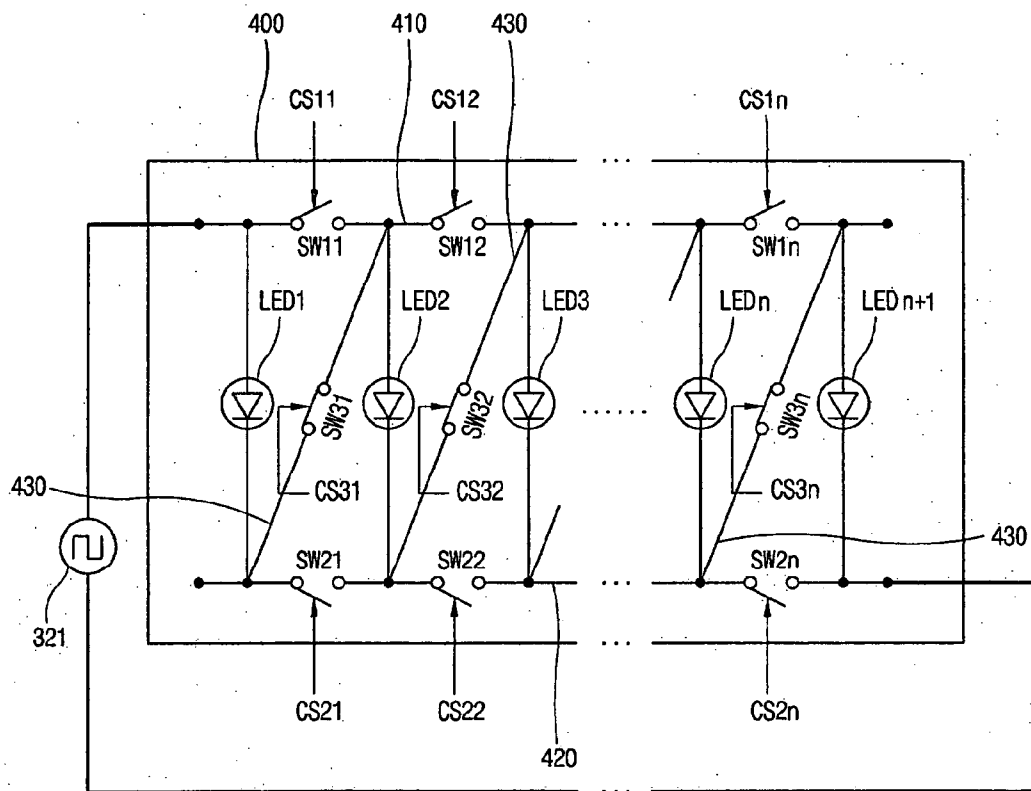 400
410
430
CS11
CS12
CS1n
SW11
SW12
SW1n
LED1
LED2
LED3
LEDn
LEDn+1
SW31
SW32
SW3n
430
CS31
CS32
CS3n
430
SW21
SW22
SW2n
321
CS21
CS22
CS2n
420